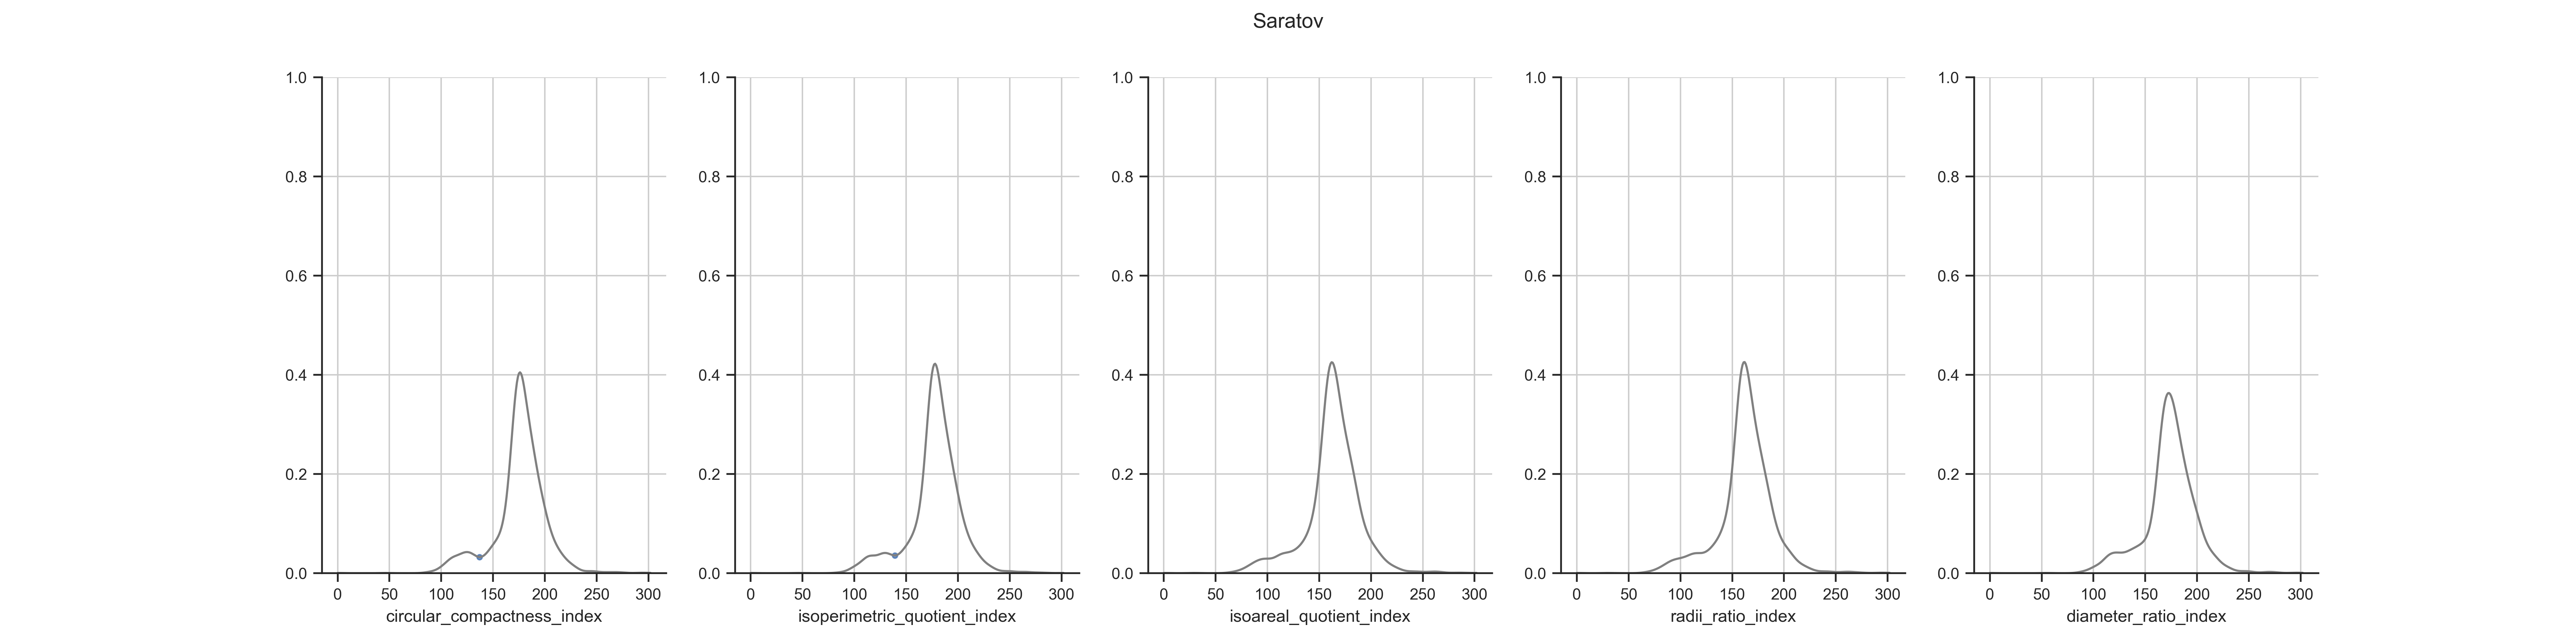 Saratov
1.0 1.0 1.0 1.0 1.0
0.8 0.8 0.8 0.8 0.8
0.6 0.6 0.6 0.6 0.6
0.4 0.4 0.4 0.4 0.4
0.2 0.2 0.2 0.2 0.2
0.0 0.0 0.0 0.0 0.0
0 50 100 150 200 250 300 0 50 100 150 200 250 300 0 50 100 150 200 250 300 0 50 100 150 200 250 300 0 50 100 150 200 250 300
circular_compactness_index isoperimetric_quotient_index isoareal_quotient_index radii_ratio_index diameter_ratio_index